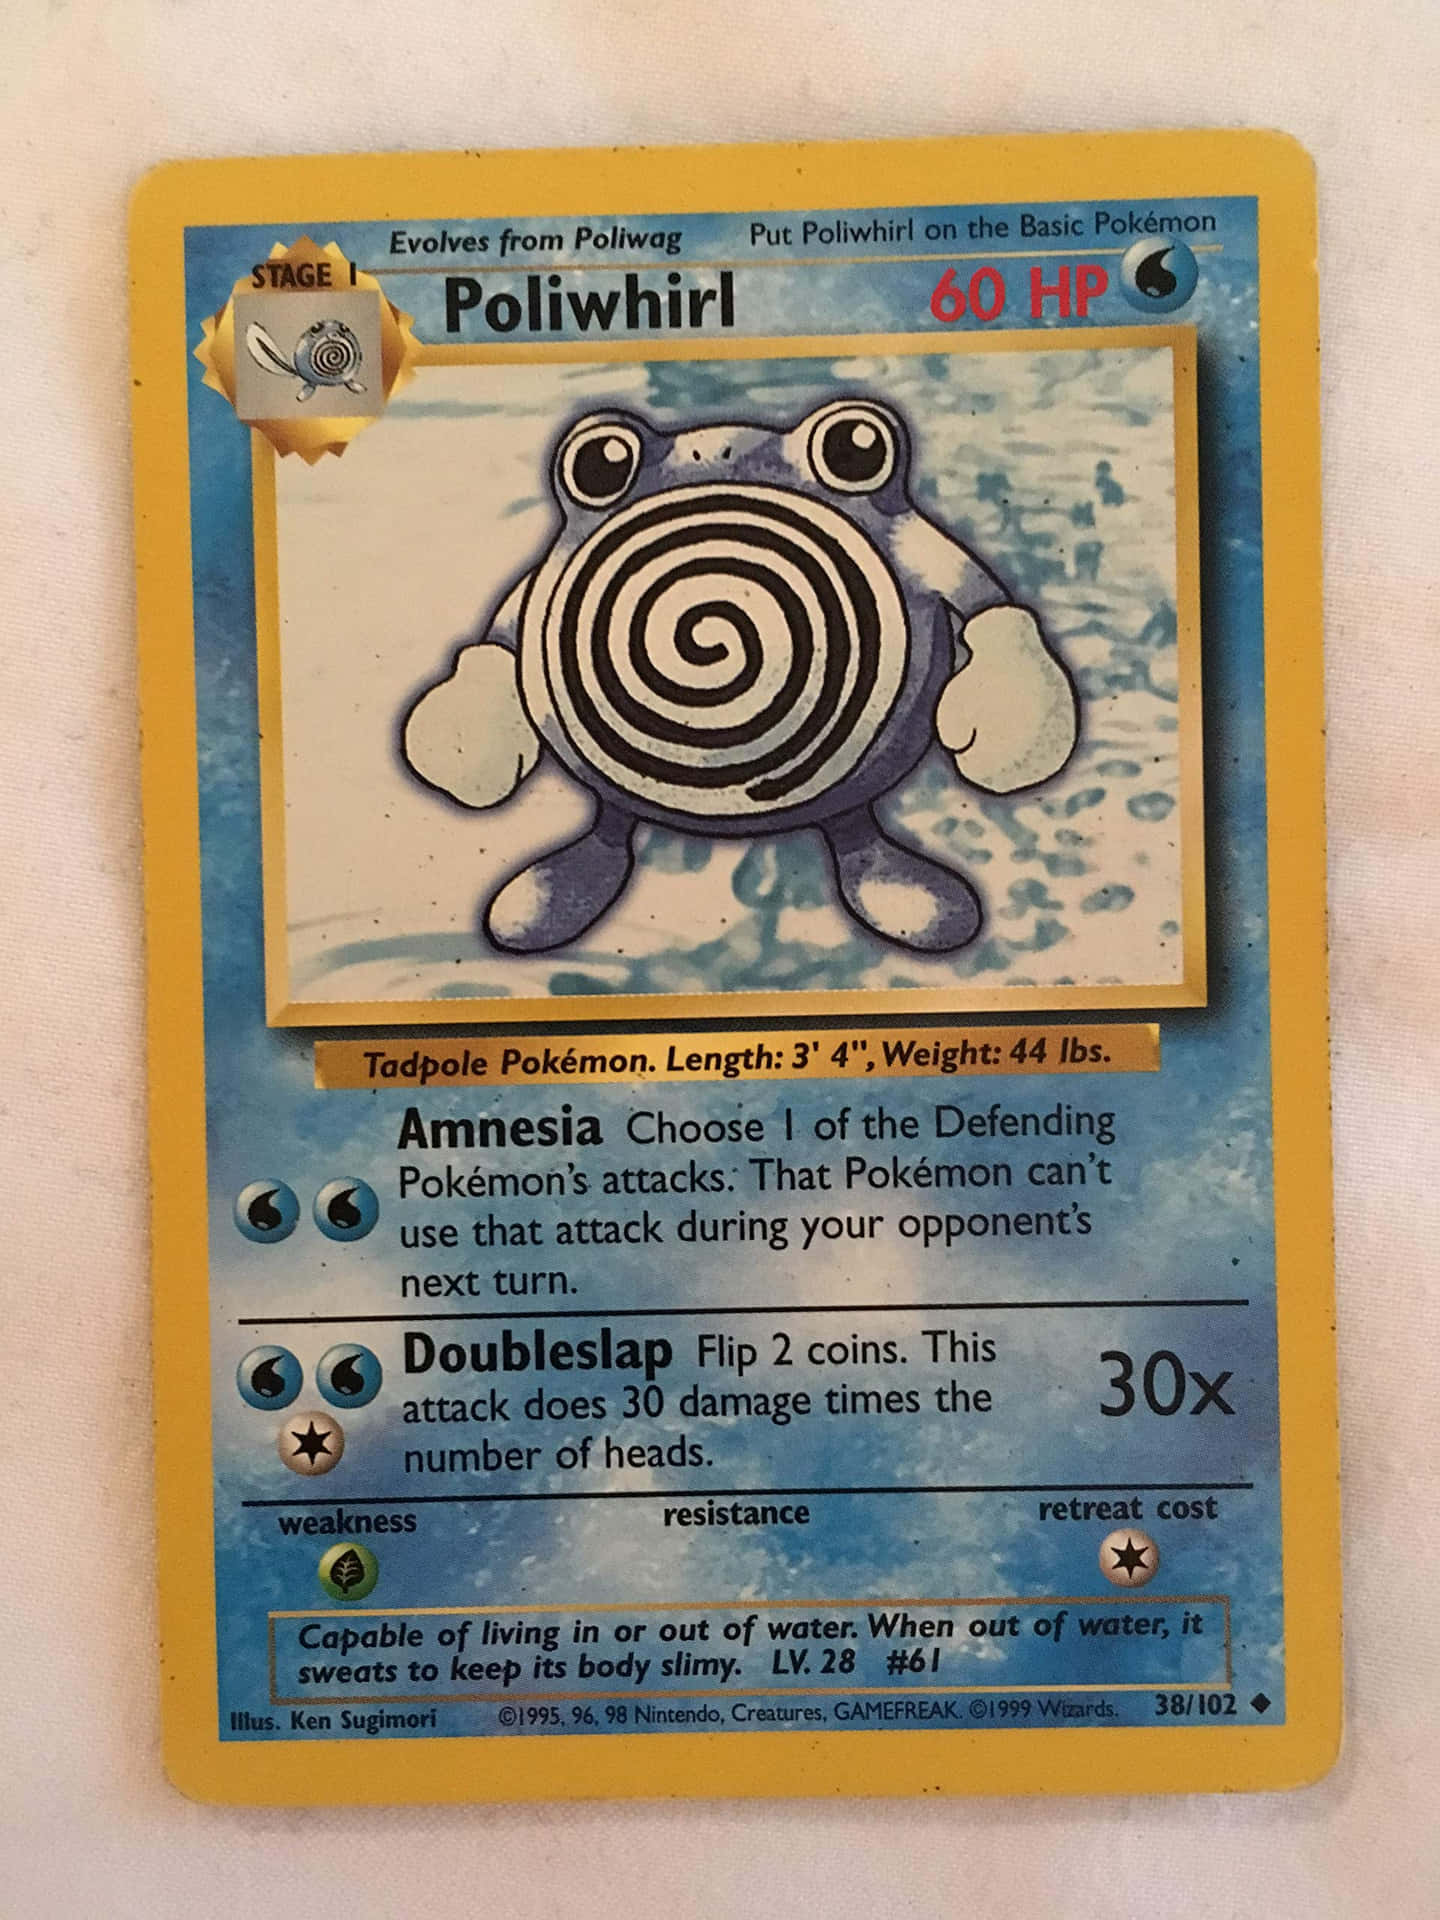 Evolves from Poliwag Put Poliwhirl on the Basic Pokémon
STAGE 1
Poliwhirl 60 HP
Tadpole Pokémon. Length: 3' 4", Weight: 44 lbs.
Amnesia Choose 1 of the Defending
Pokémon's attacks. That Pokémon can't
use that attack during your opponent's
next turn.
Doubleslap Flip 2 coins. This
attack does 30 damage times the
number of heads.
30x
weakness resistance retreat cost
Capable of living in or out of water. When out of water, it
sweats to keep its body slimy. LV. 28 #61
Illus. Ken Sugimori ©1995, 96, 98 Nintendo, Creatures, GAMEFREAK. ©1999 Wizards. 38/102